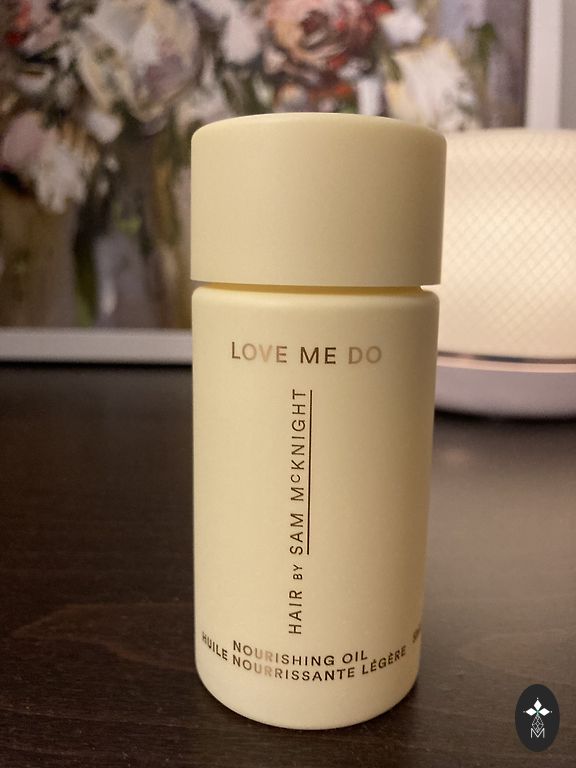 LOVE ME DO
HAIR BY SAM McKNIGHT
NOURISHING OIL
HUILE NOURRISSANTE LÉGÈRE
M